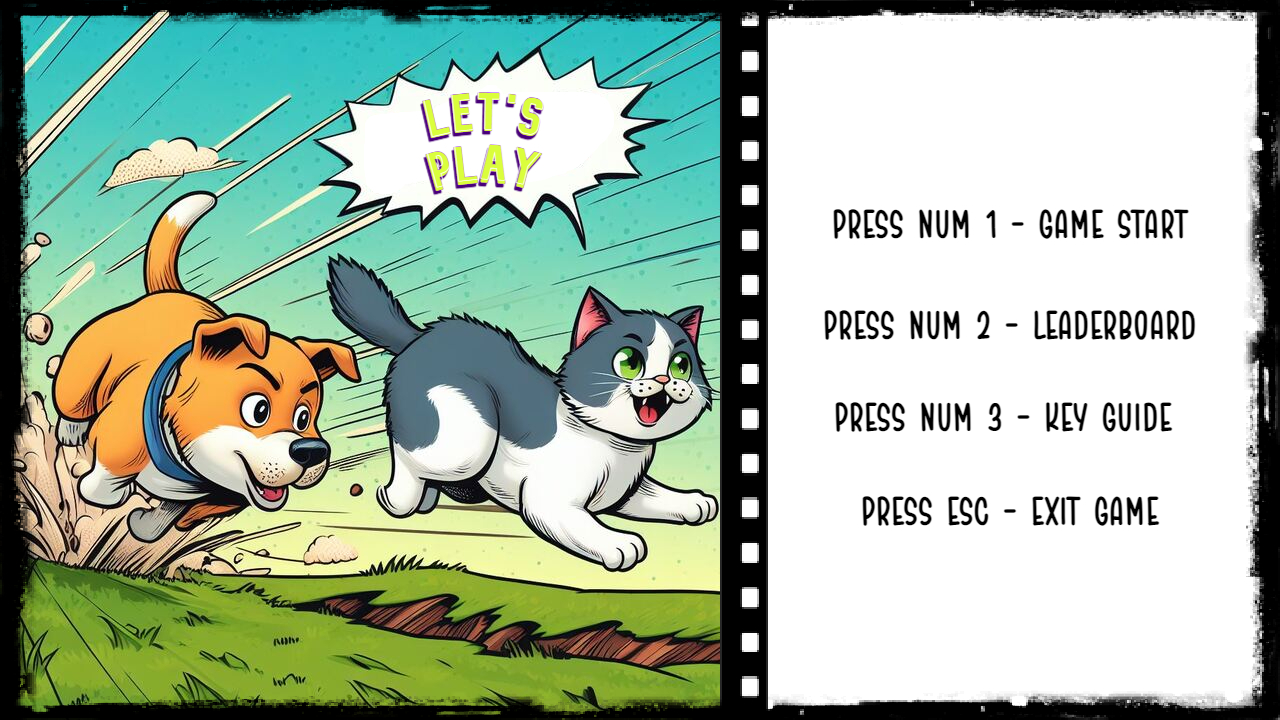 LET'S
PLAY
PRESS NUM 1 - GAME START
PRESS NUM 2 - LEADERBOARD
PRESS NUM 3 - KEY GUIDE
PRESS ESC - EXIT GAME